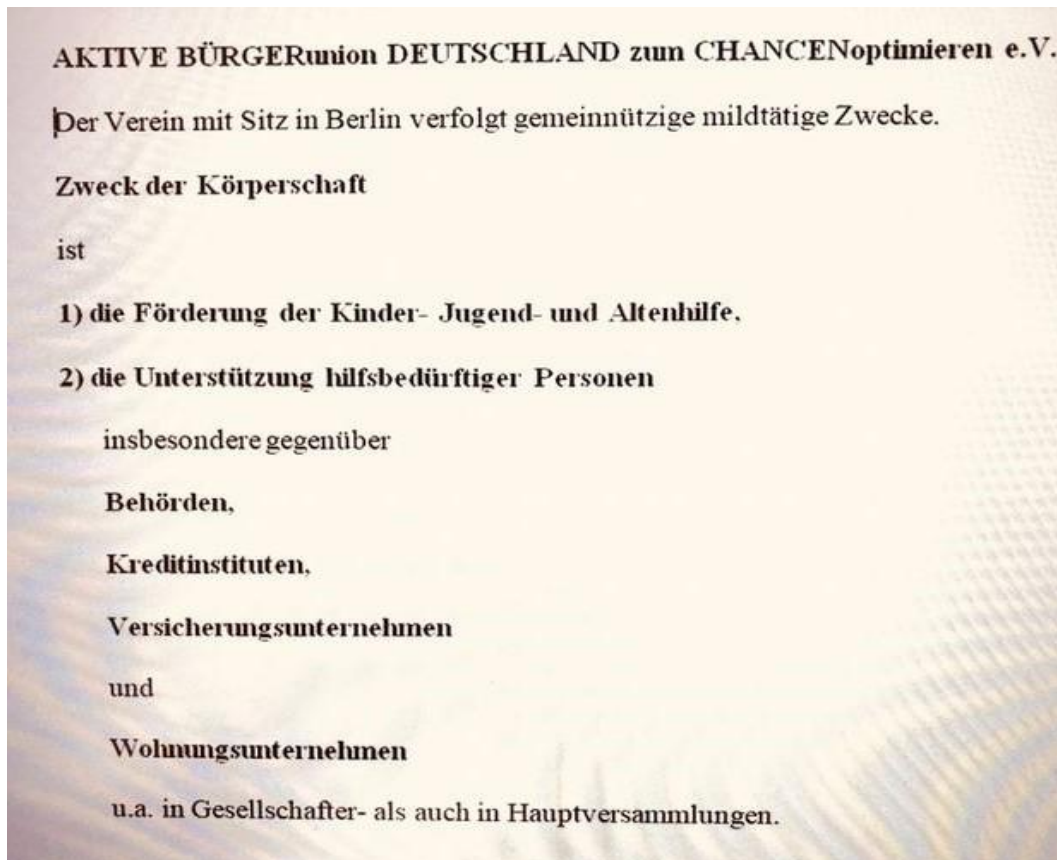 AKTIVE BÜRGERunion DEUTSCHLAND zum CHANCENoptimieren e.V.
Der Verein mit Sitz in Berlin verfolgt gemeinnützige mildtätige Zwecke.
Zweck der Körperschaft
ist
1) die Förderung der Kinder- Jugend- und Altenhilfe,
2) die Unterstützung hilfsbedürftiger Personen
insbesondere gegenüber
Behörden,
Kreditinstituten,
Versicherungsunternehmen
und
Wohnungsunternehmen
u.a. in Gesellschafter- als auch in Hauptversammlungen.